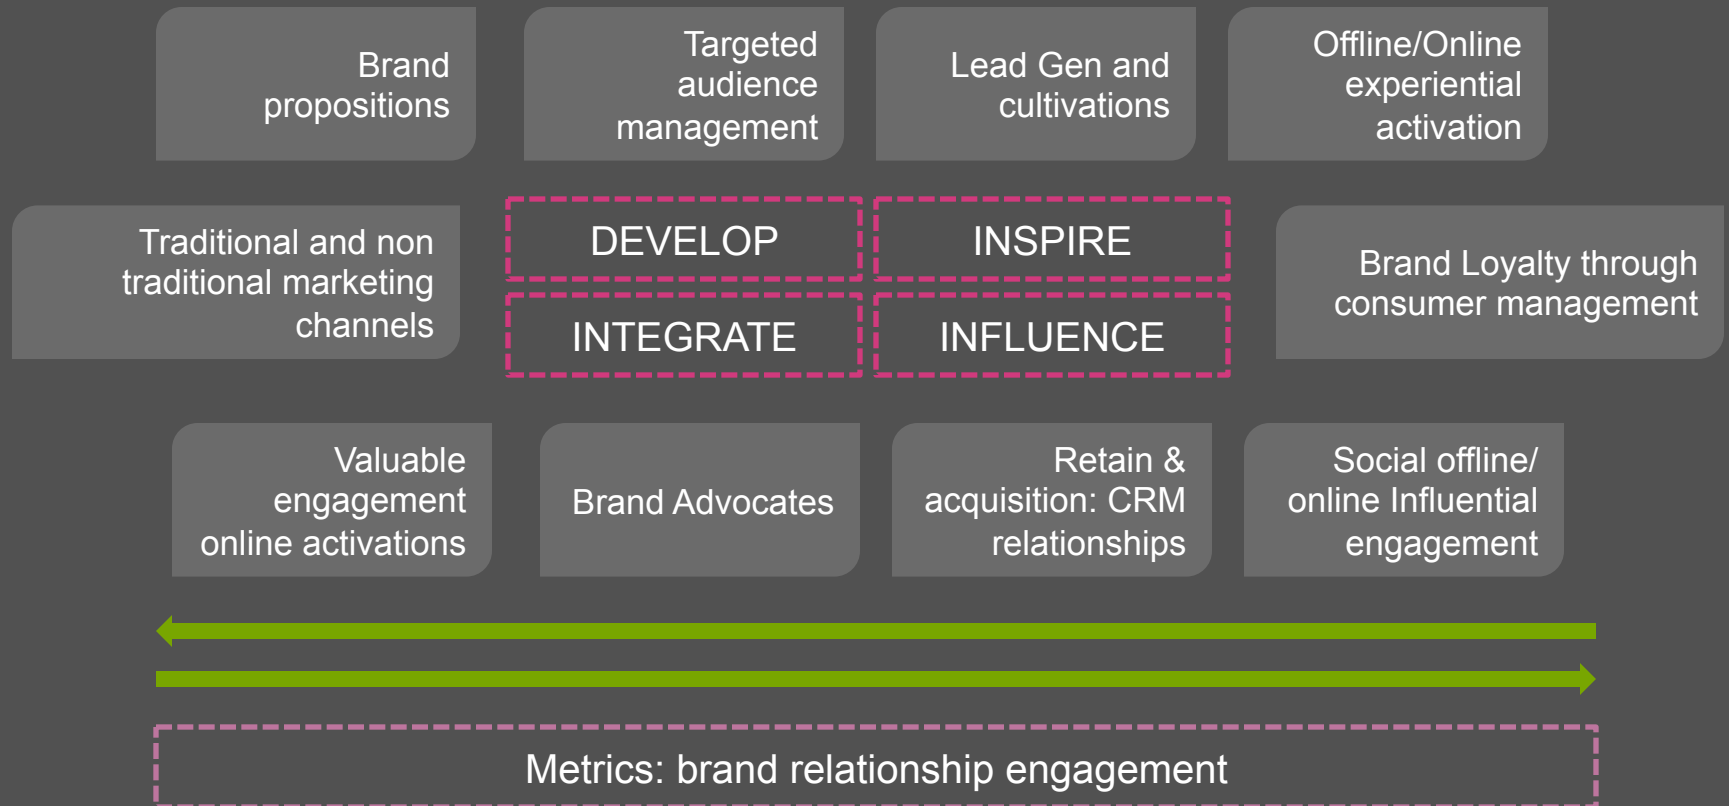 Brand
propositions
Targeted
audience
management
Lead Gen and
cultivations
Offline/Online
experiential
activation
Traditional and non
traditional marketing
channels
DEVELOP
INSPIRE
INTEGRATE
INFLUENCE
Brand Loyalty through
consumer management
Valuable
engagement
online activations
Brand Advocates
Retain &
acquisition: CRM
relationships
Social offline/
online Influential
engagement
Metrics: brand relationship engagement